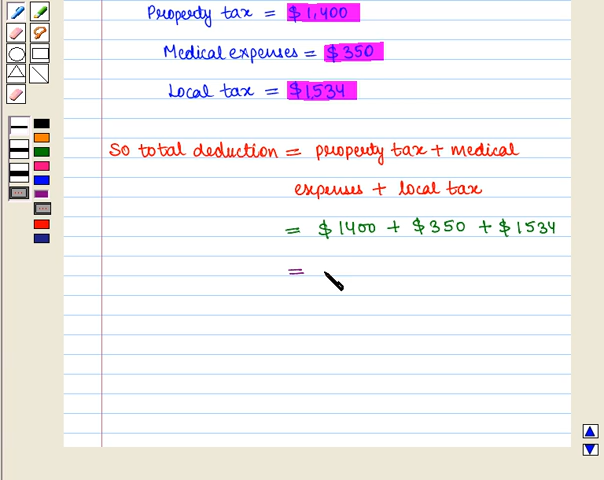 Property tax = $1,400
Medical expenses = $350
Local tax = $1,534
So total deduction = property tax + medical
expenses + local tax
= $1400 + $350 + $1534
=